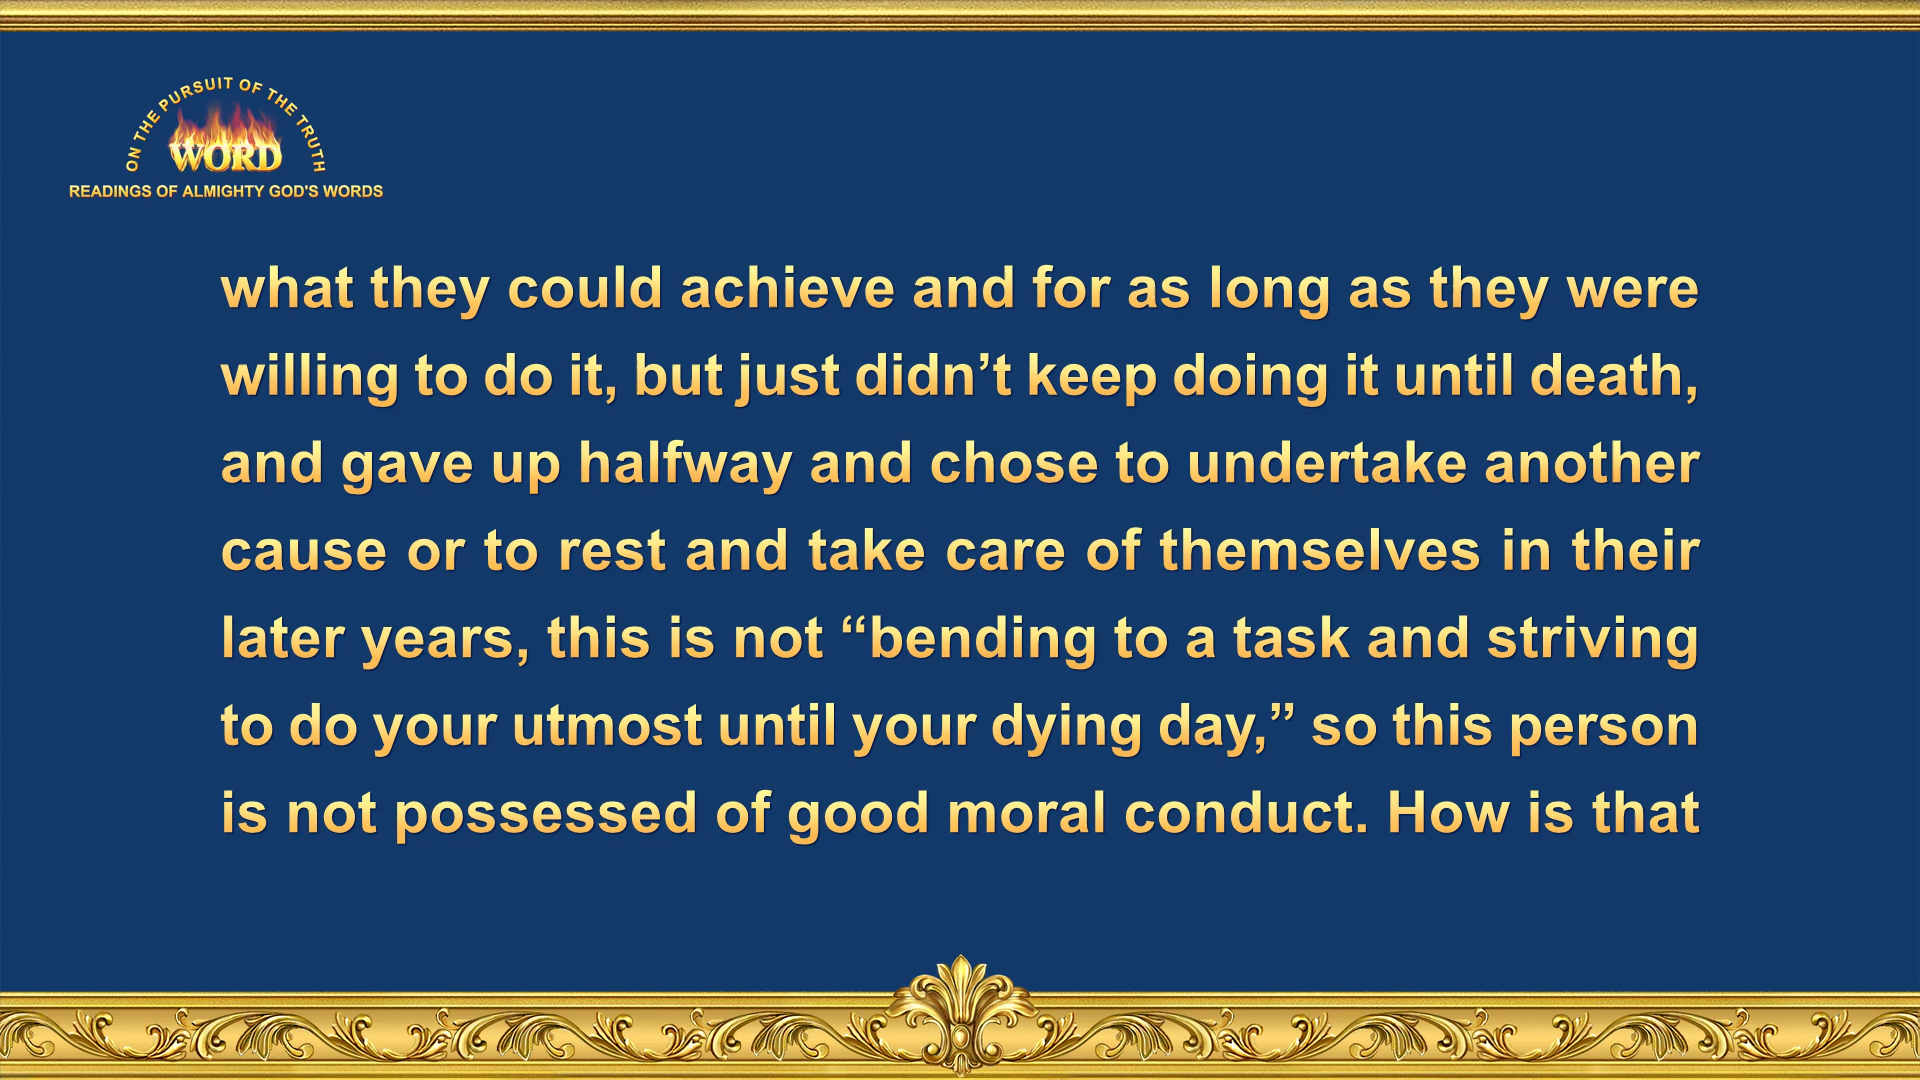 ON THE PURSUIT OF THE TRUTH
WORD
READINGS OF ALMIGHTY GOD'S WORDS
what they could achieve and for as long as they were
willing to do it, but just didn’t keep doing it until death,
and gave up halfway and chose to undertake another
cause or to rest and take care of themselves in their
later years, this is not “bending to a task and striving
to do your utmost until your dying day,” so this person
is not possessed of good moral conduct. How is that